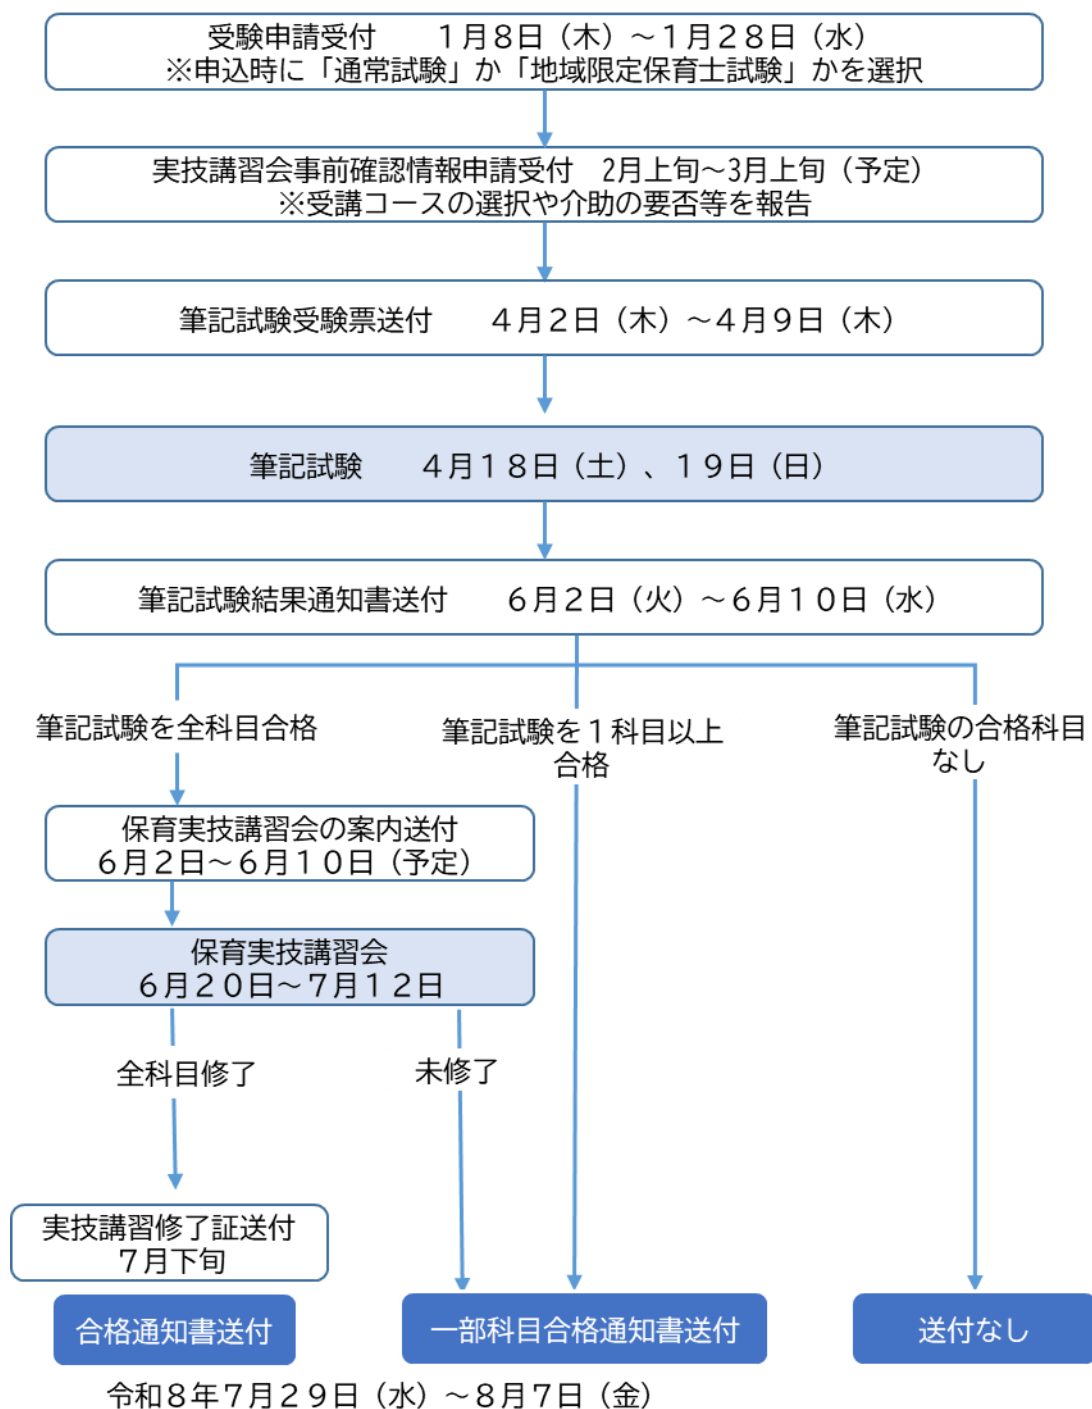 受験申請受付　　１月８日（木）～１月２８日（水）
※申込時に「通常試験」か「地域限定保育士試験」かを選択
実技講習会事前確認情報申請受付　2月上旬～3月上旬（予定）
※受講コースの選択や介助の要否等を報告
筆記試験受験票送付　　４月２日（木）～４月９日（木）
筆記試験　　４月１８日（土）、１９日（日）
筆記試験結果通知書送付　　６月２日（火）～６月１０日（水）
筆記試験を全科目合格
筆記試験を１科目以上
合格
筆記試験の合格科目
なし
保育実技講習会の案内送付
６月２日～６月１０日（予定）
保育実技講習会
６月２０日～７月１２日
全科目修了
未修了
実技講習修了証送付
７月下旬
合格通知書送付
一部科目合格通知書送付
送付なし
令和８年７月２９日（水）～８月７日（金）